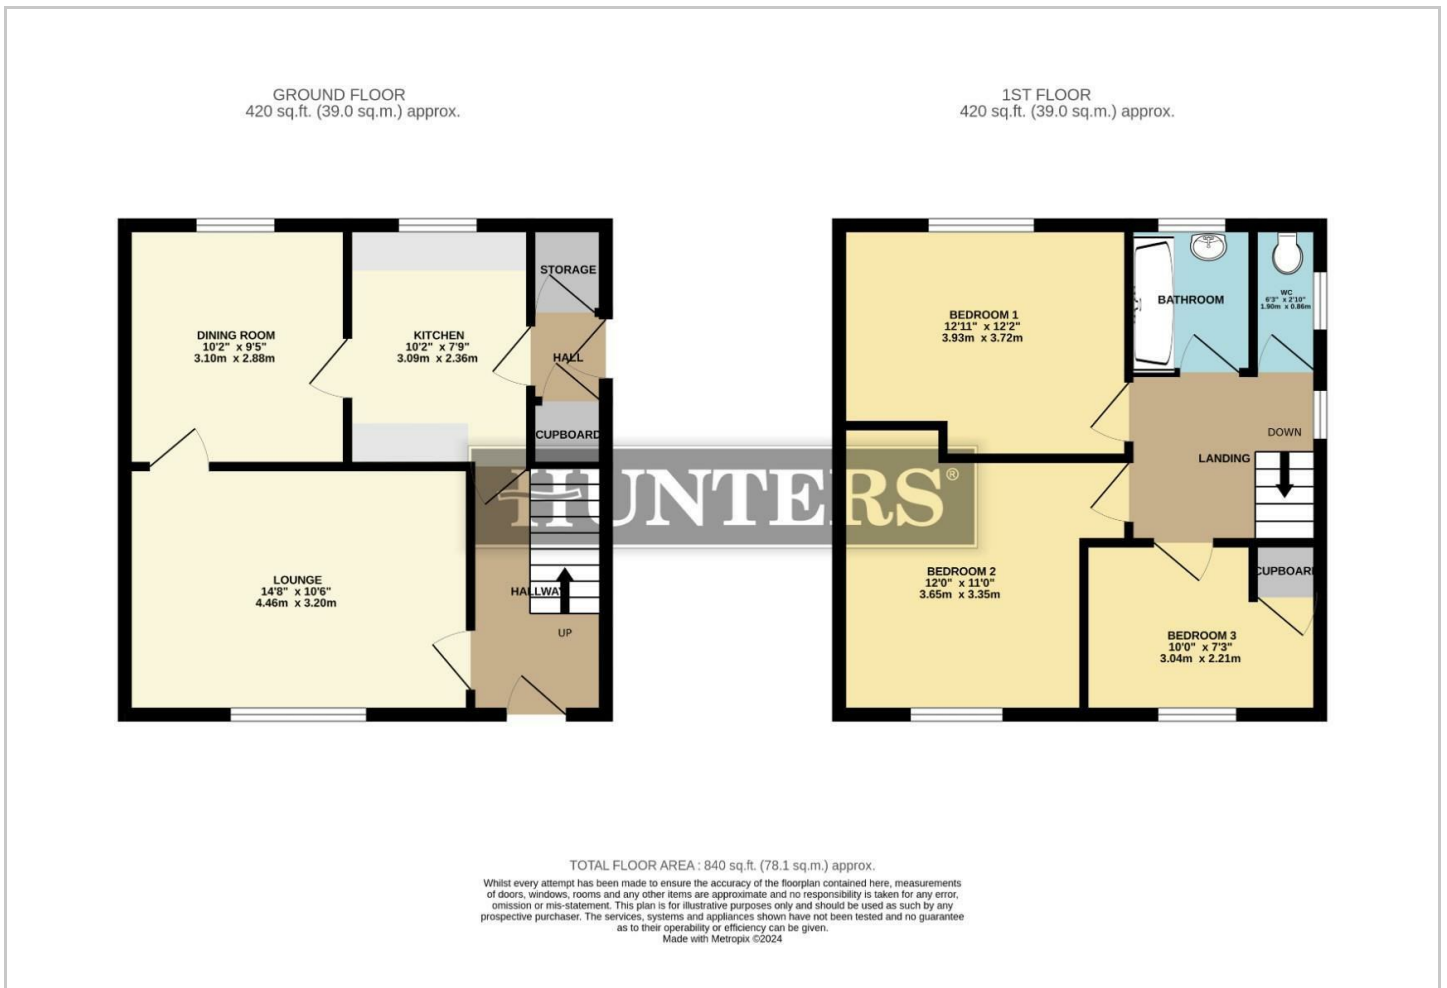 GROUND FLOOR
420 sq.ft. (39.0 sq.m.) approx.
1ST FLOOR
420 sq.ft. (39.0 sq.m.) approx.
STORAGE
DINING ROOM
10'2" x 9'5"
3.10m x 2.88m
KITCHEN
10'2" x 7'9"
3.09m x 2.36m
HALL
CUPBOARD
LOUNGE
14'8" x 10'6"
4.46m x 3.20m
HALLWAY
UP
HUNTERS®
BEDROOM 1
12'11" x 12'2"
3.93m x 3.72m
BATHROOM
WC
6'3" x 2'10"
1.90m x 0.86m
DOWN
LANDING
BEDROOM 2
12'0" x 11'0"
3.65m x 3.35m
CUPBOARD
BEDROOM 3
10'0" x 7'3"
3.04m x 2.21m
TOTAL FLOOR AREA : 840 sq.ft. (78.1 sq.m.) approx.
Whilst every attempt has been made to ensure the accuracy of the floorplan contained here, measurements
of doors, windows, rooms and any other items are approximate and no responsibility is taken for any error,
omission or mis-statement. This plan is for illustrative purposes only and should be used as such by any
prospective purchaser. The services, systems and appliances shown have not been tested and no guarantee
as to their operability or efficiency can be given.
Made with Metropix ©2024